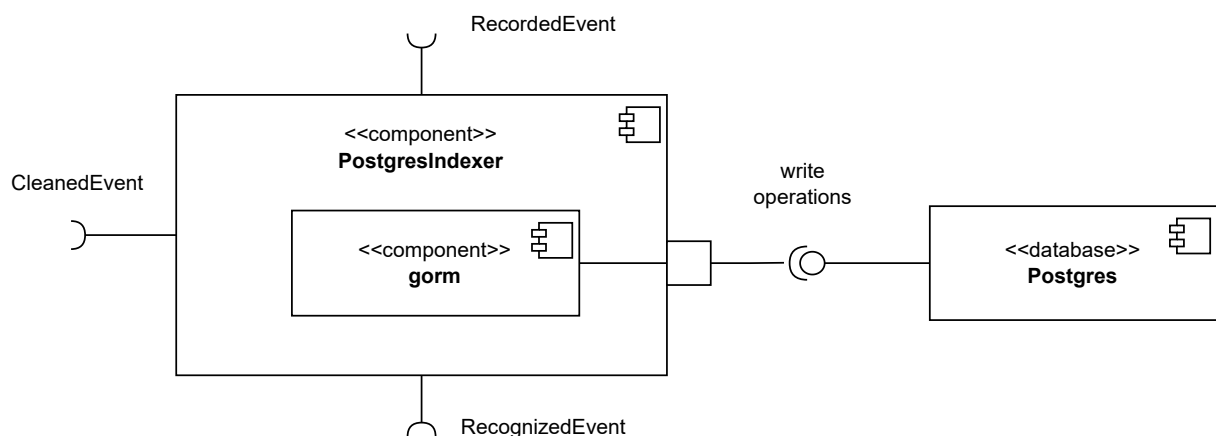 RecordedEvent
<<component>>
PostgresIndexer
CleanedEvent
write
operations
<<component>>
gorm
<<database>>
Postgres
RecognizedEvent